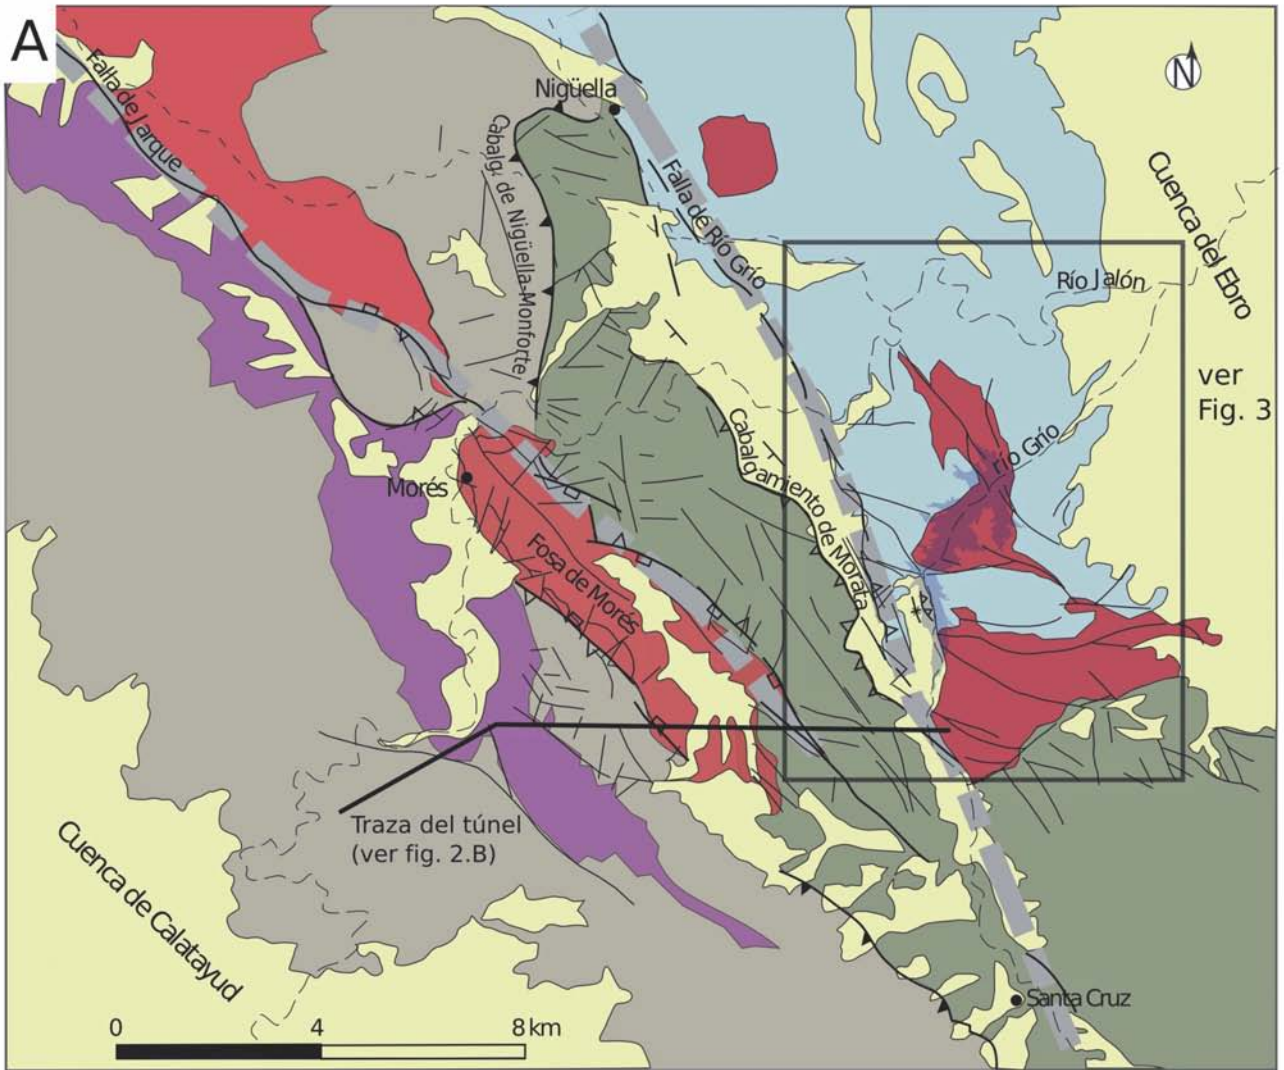 A
N
Falla de Jarque
Nigüella
Cabalg. de Nigüella-Monforte
Falla de Río Grío
Cuenca del Ebro
Río Jalón
ver
Fig. 3
río Grío
Cabalgamiento de Morata
Morés
Fosa de Morés
Traza del túnel
(ver fig. 2.B)
Cuenca de Calatayud
Santa Cruz
0 4 8 km